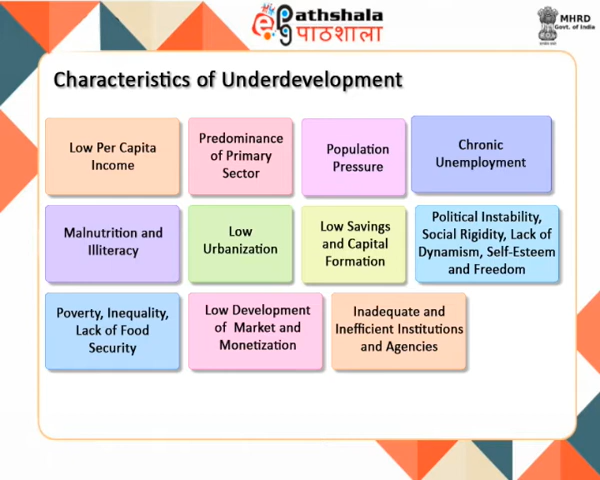 Pathshala
पाठशाला
MHRD
Govt. of India
Characteristics of Underdevelopment
Low Per Capita
Income
Predominance
of Primary
Sector
Population
Pressure
Chronic
Unemployment
Malnutrition and
Illiteracy
Low
Urbanization
Low Savings
and Capital
Formation
Political Instability,
Social Rigidity, Lack of
Dynamism, Self-Esteem
and Freedom
Poverty, Inequality,
Lack of Food
Security
Low Development
of Market and
Monetization
Inadequate and
Inefficient Institutions
and Agencies